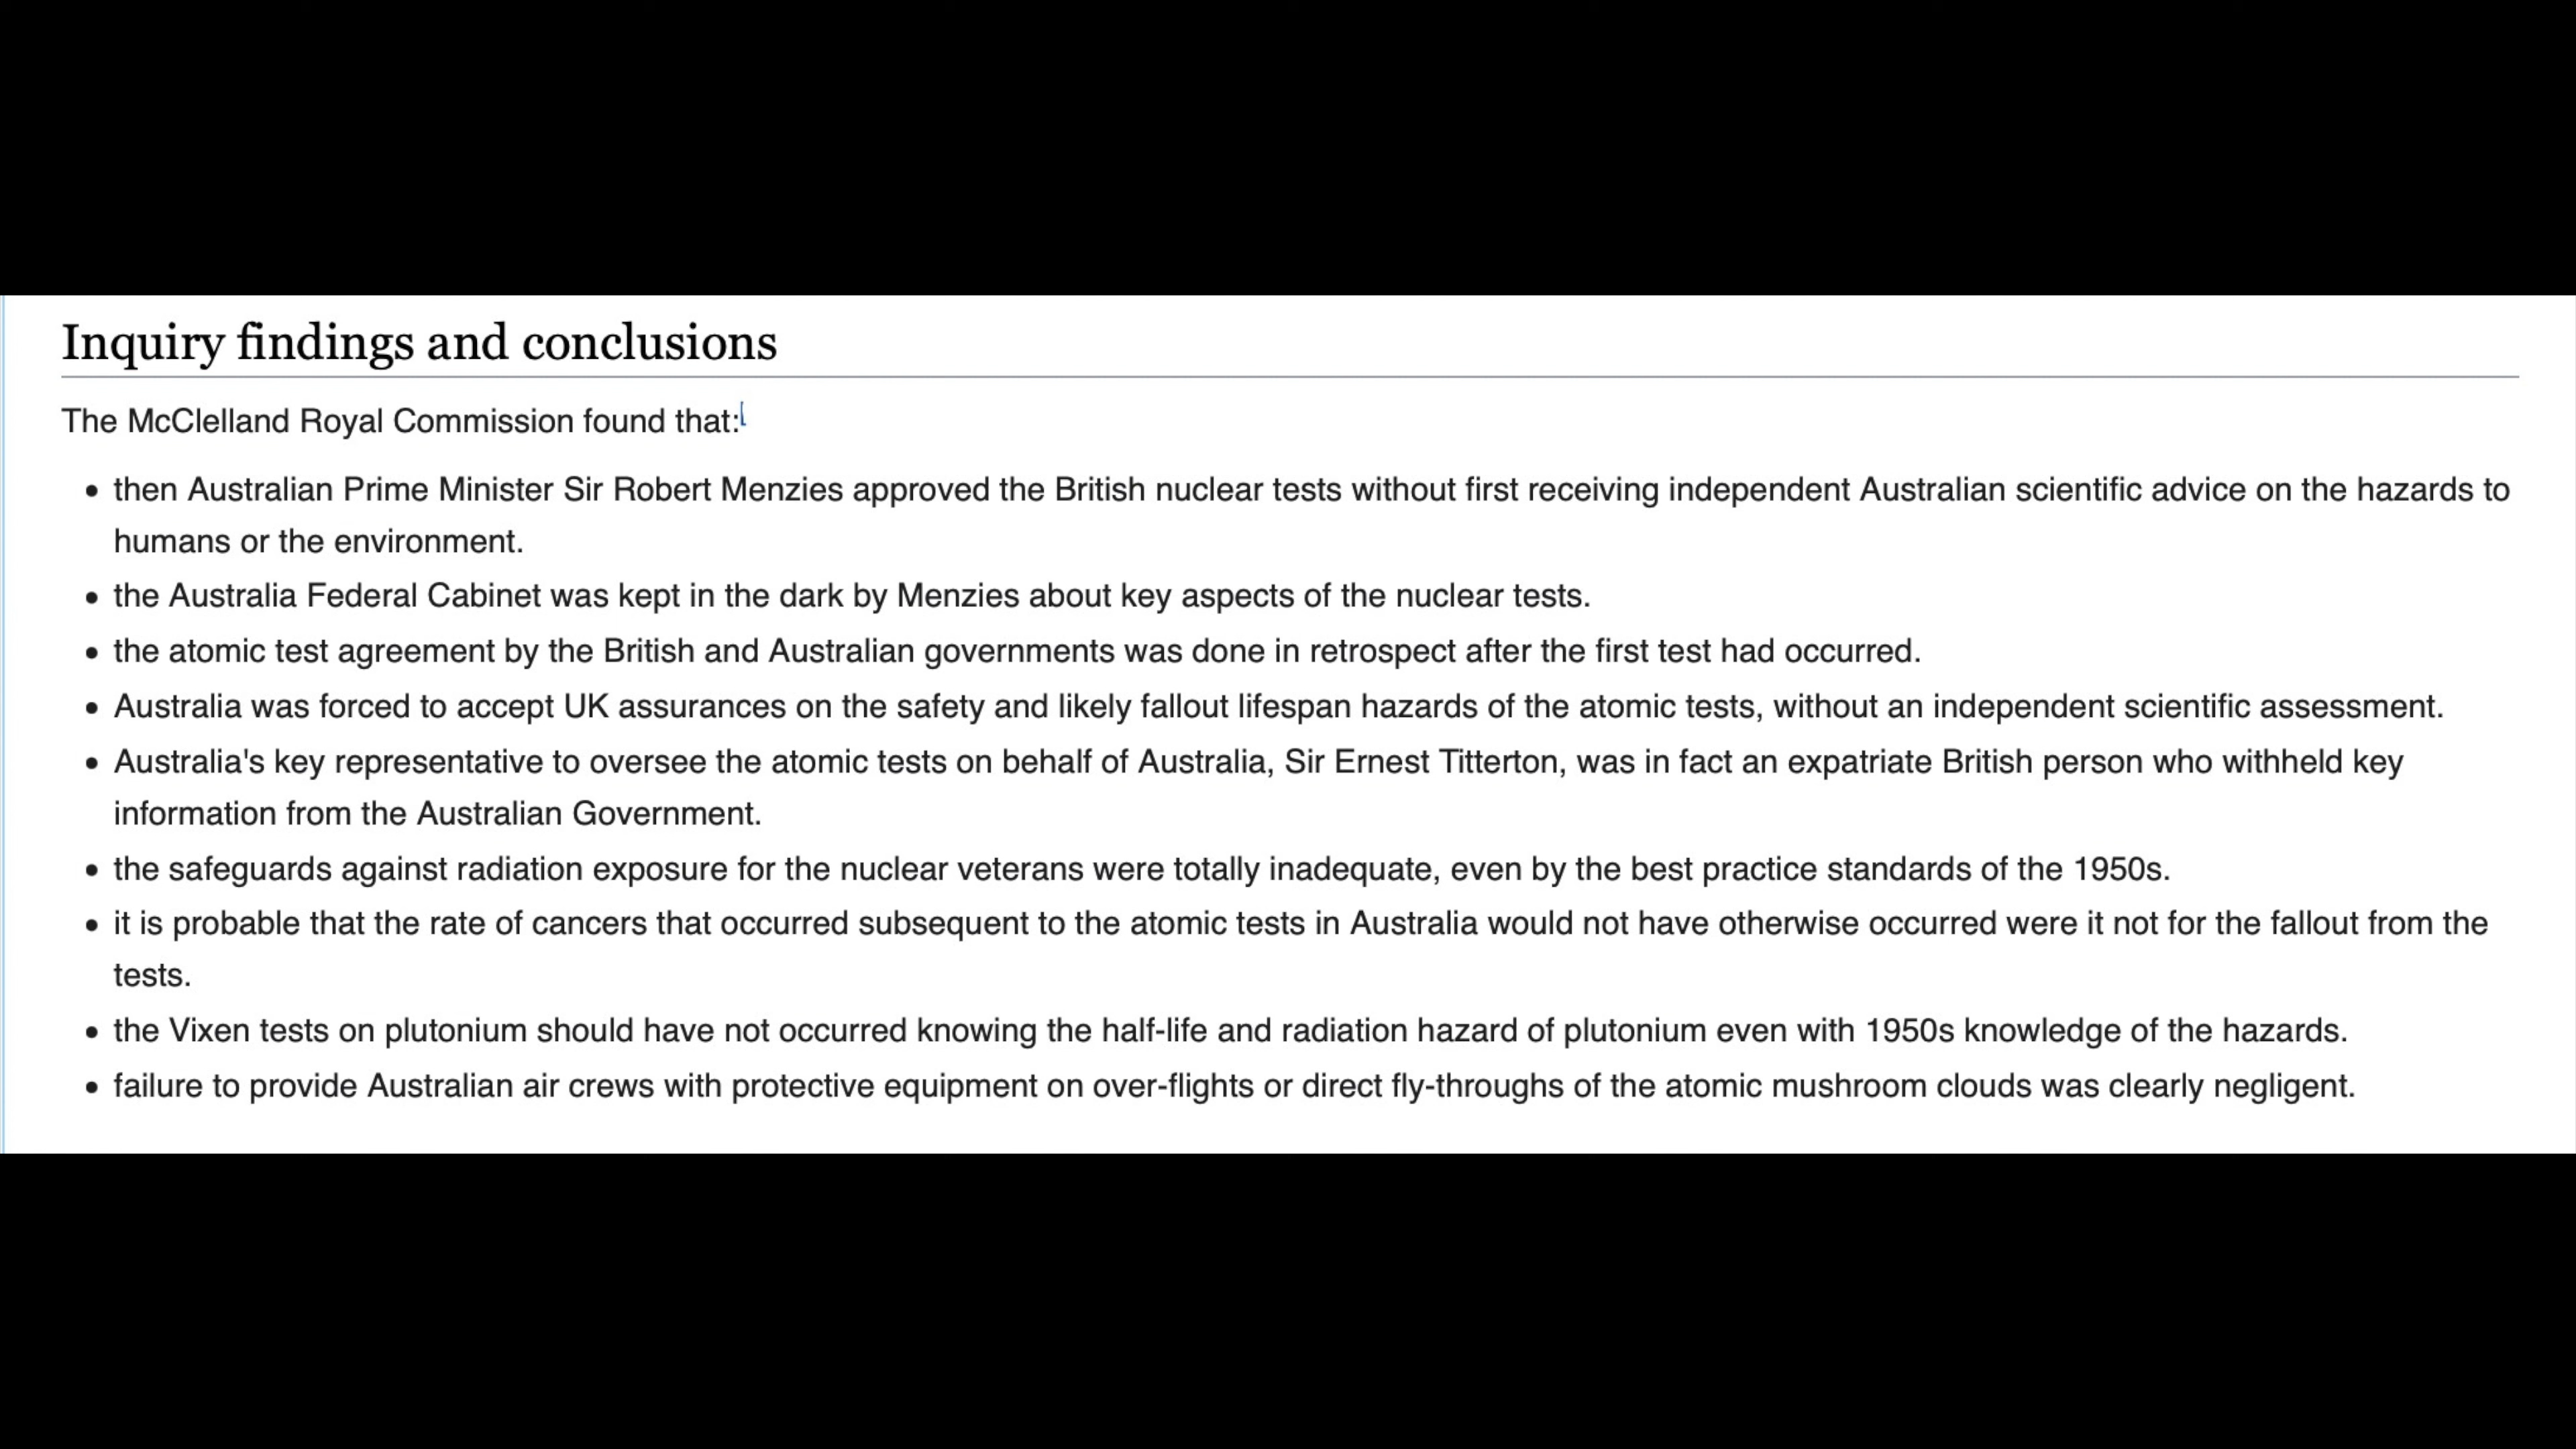 Inquiry findings and conclusions
The McClelland Royal Commission found that:[
• then Australian Prime Minister Sir Robert Menzies approved the British nuclear tests without first receiving independent Australian scientific advice on the hazards to
humans or the environment.
• the Australia Federal Cabinet was kept in the dark by Menzies about key aspects of the nuclear tests.
• the atomic test agreement by the British and Australian governments was done in retrospect after the first test had occurred.
• Australia was forced to accept UK assurances on the safety and likely fallout lifespan hazards of the atomic tests, without an independent scientific assessment.
• Australia's key representative to oversee the atomic tests on behalf of Australia, Sir Ernest Titterton, was in fact an expatriate British person who withheld key
information from the Australian Government.
• the safeguards against radiation exposure for the nuclear veterans were totally inadequate, even by the best practice standards of the 1950s.
• it is probable that the rate of cancers that occurred subsequent to the atomic tests in Australia would not have otherwise occurred were it not for the fallout from the
tests.
• the Vixen tests on plutonium should have not occurred knowing the half-life and radiation hazard of plutonium even with 1950s knowledge of the hazards.
• failure to provide Australian air crews with protective equipment on over-flights or direct fly-throughs of the atomic mushroom clouds was clearly negligent.